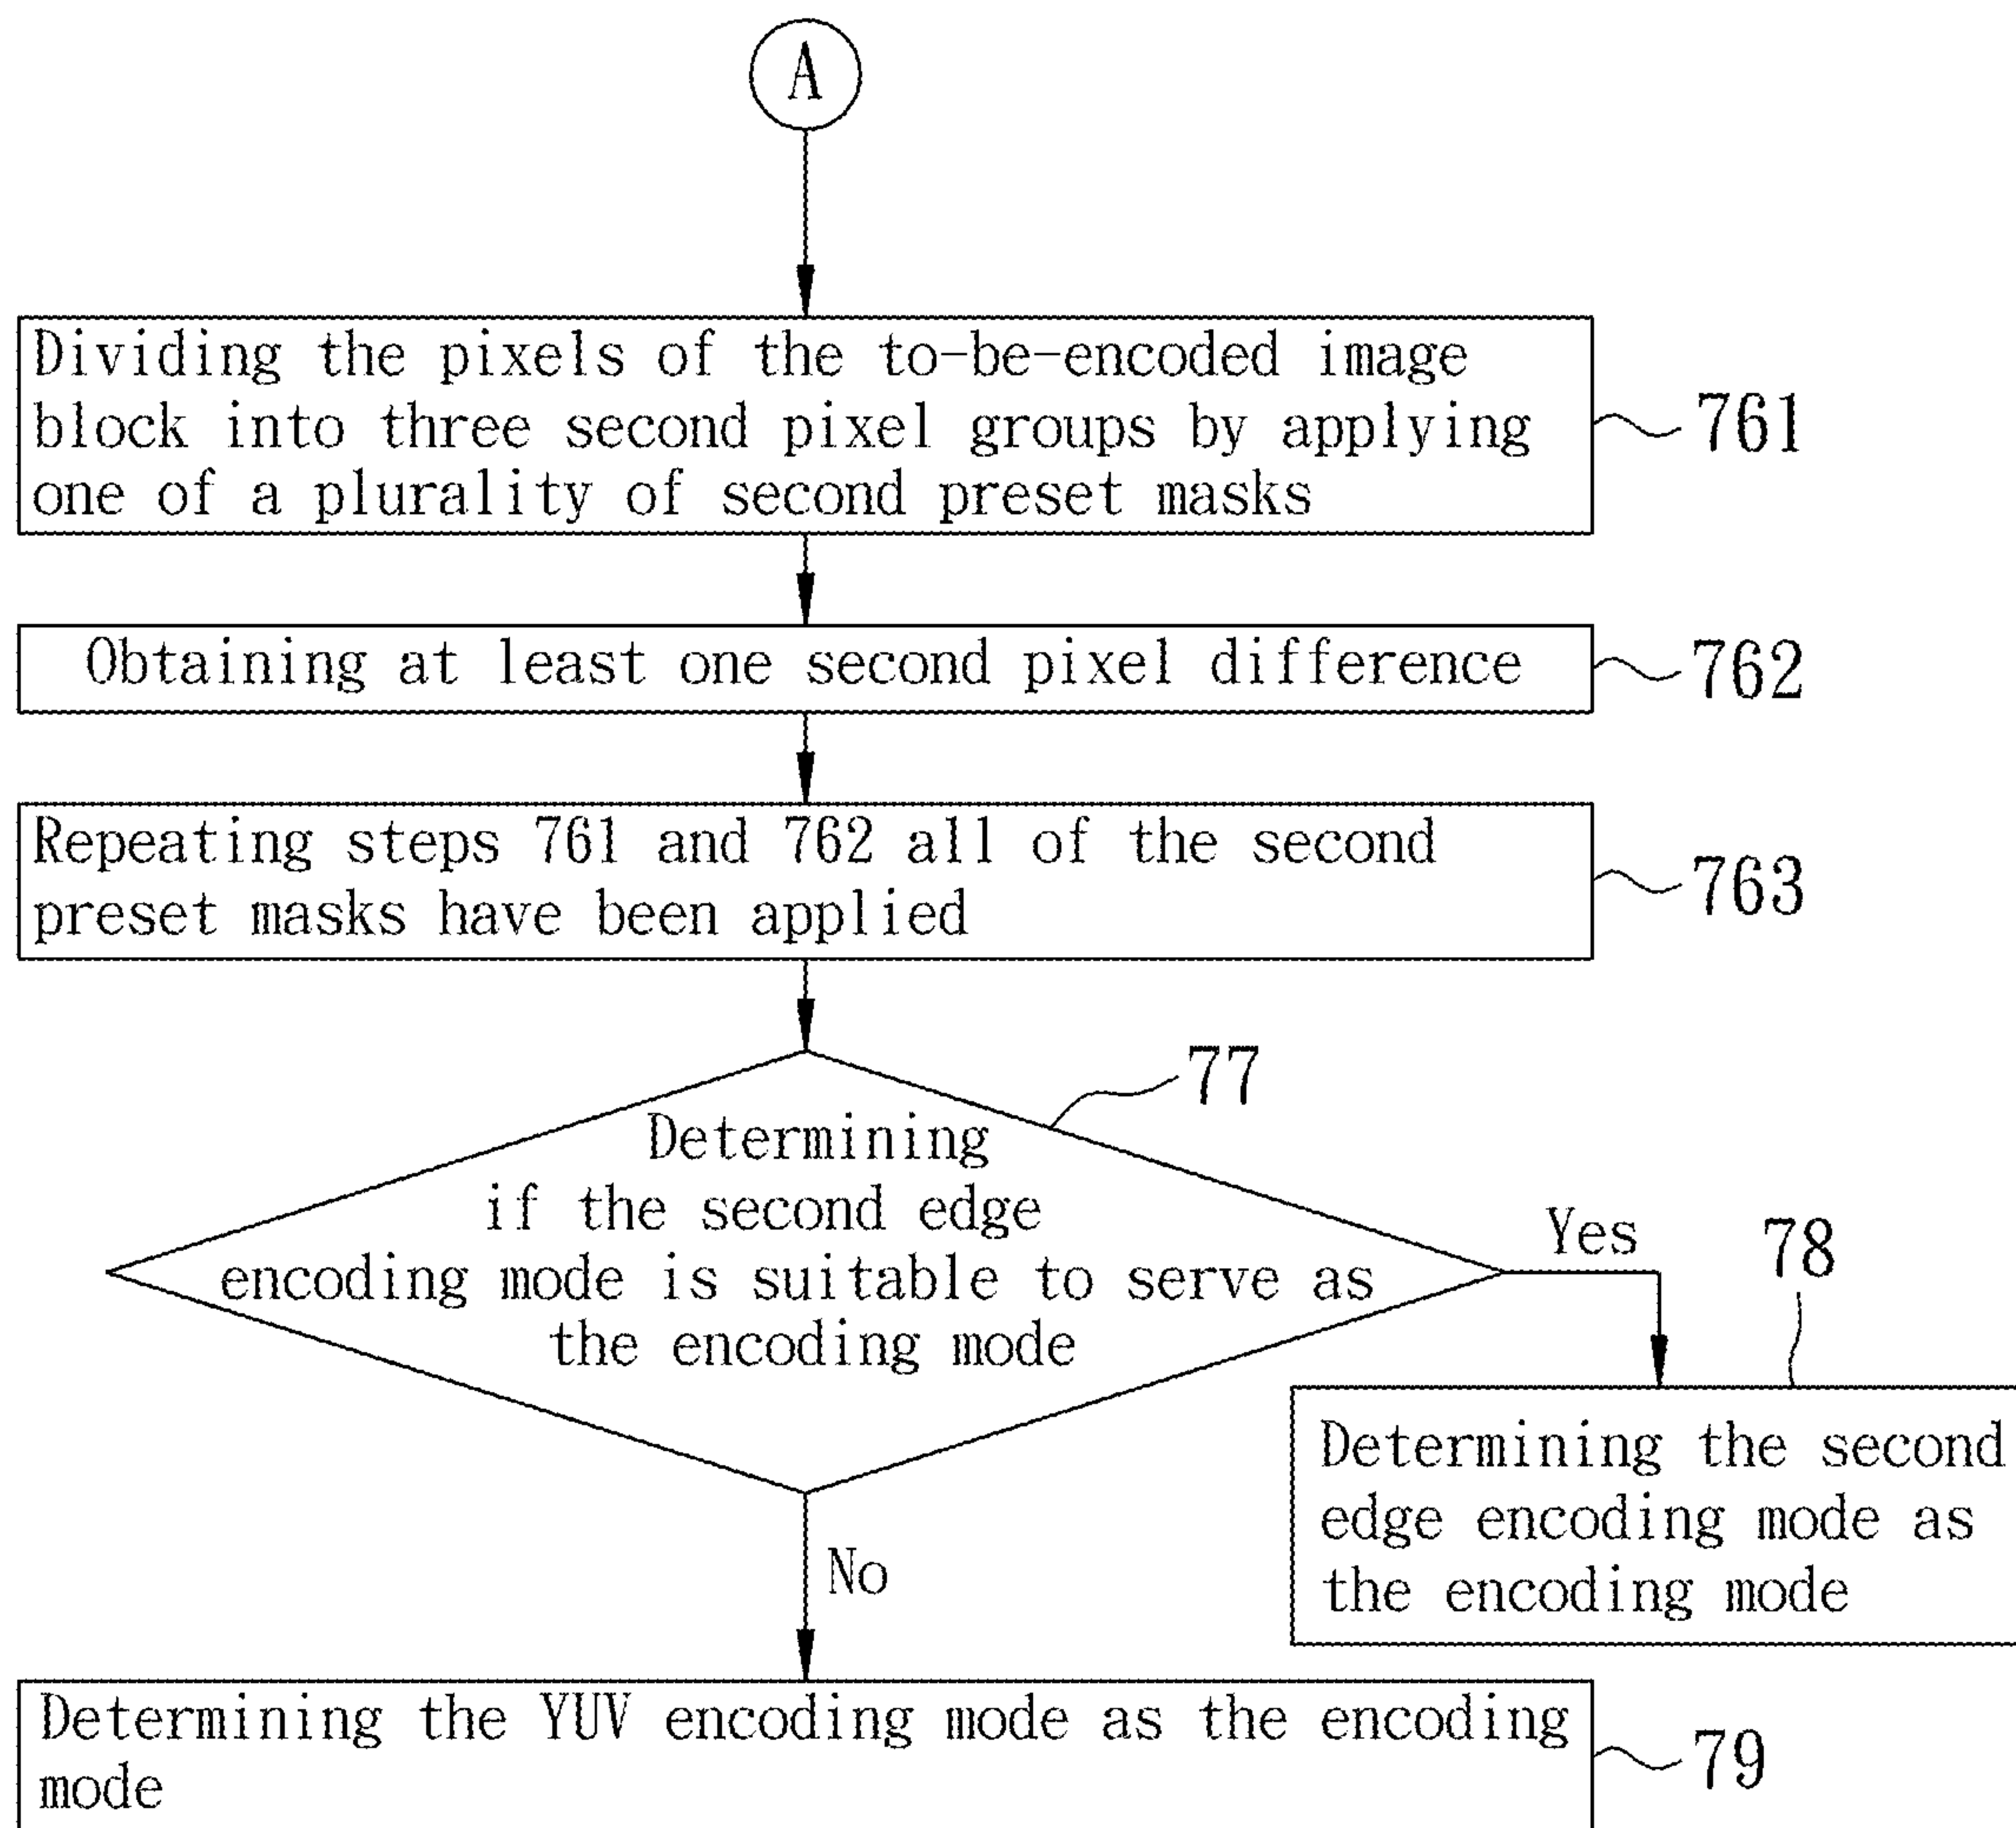 A
Dividing the pixels of the to-be-encoded image
block into three second pixel groups by applying
one of a plurality of second preset masks
761
Obtaining at least one second pixel difference
762
Repeating steps 761 and 762 all of the second
preset masks have been applied
763
77
Determining
if the second edge
encoding mode is suitable to serve as
the encoding mode
Yes
78
Determining the second
edge encoding mode as
the encoding mode
No
Determining the YUV encoding mode as the encoding
mode
79